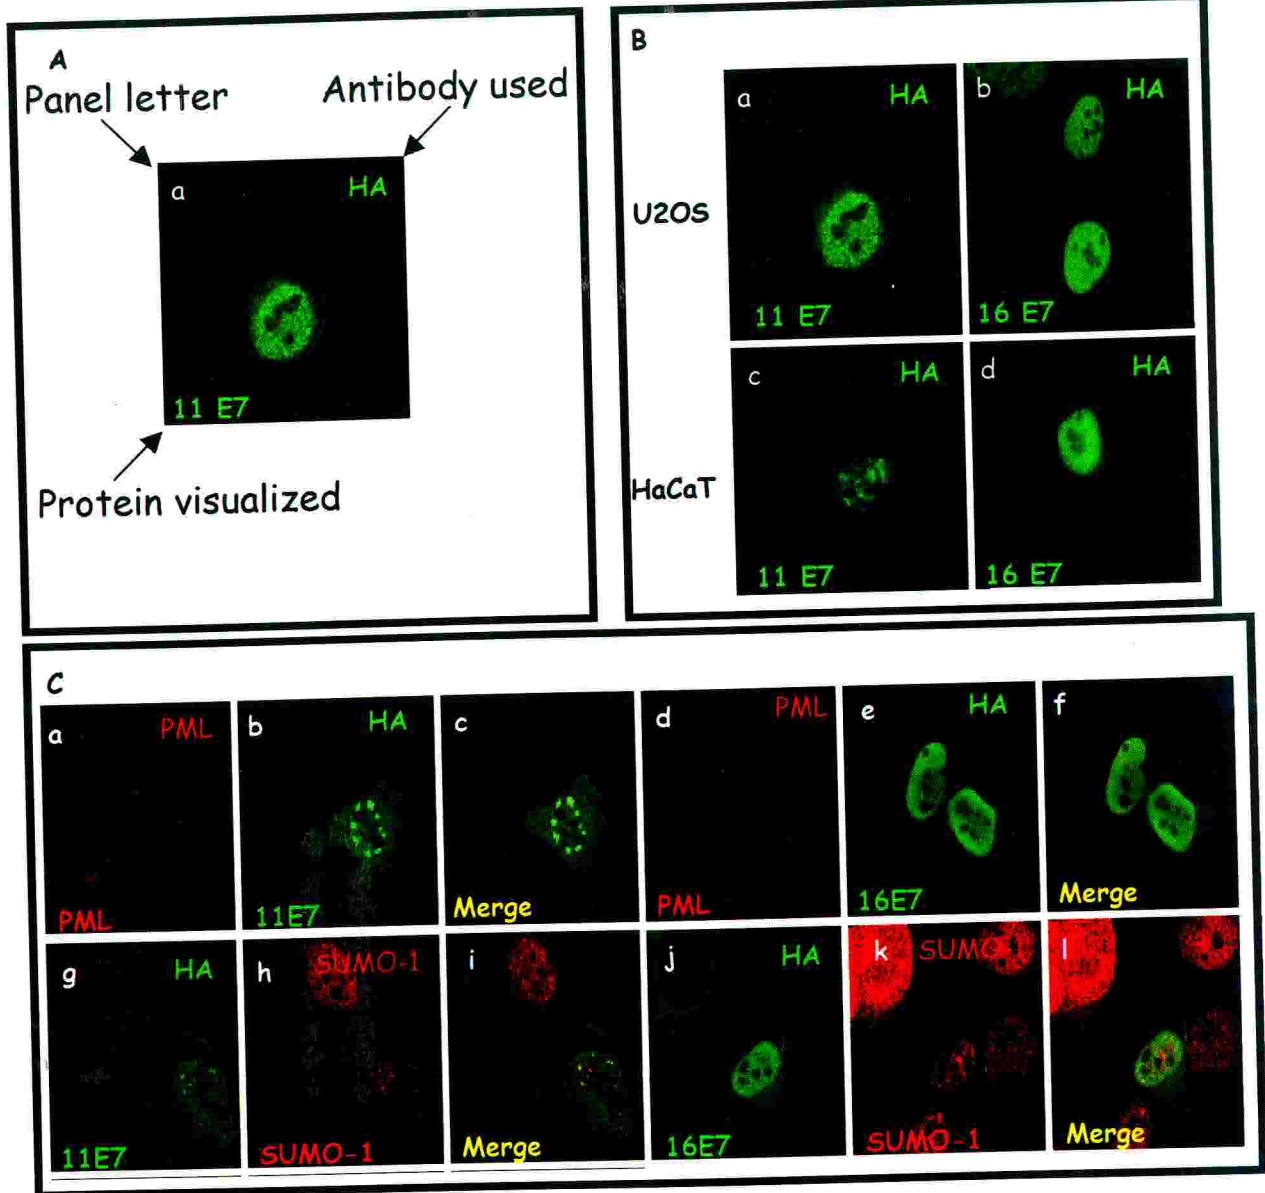 A
Panel letter
Antibody used
a HA
11 E7
Protein visualized
B
U2OS
a HA
11 E7
b HA
16 E7
HaCaT
c HA
11 E7
d HA
16 E7
C
a PML
PML
b HA
11E7
c
Merge
d PML
PML
e HA
16E7
f
Merge
g HA
11E7
h SUMO-1
SUMO-1
i
Merge
j HA
16E7
k SUMO
SUMO-1
l
Merge